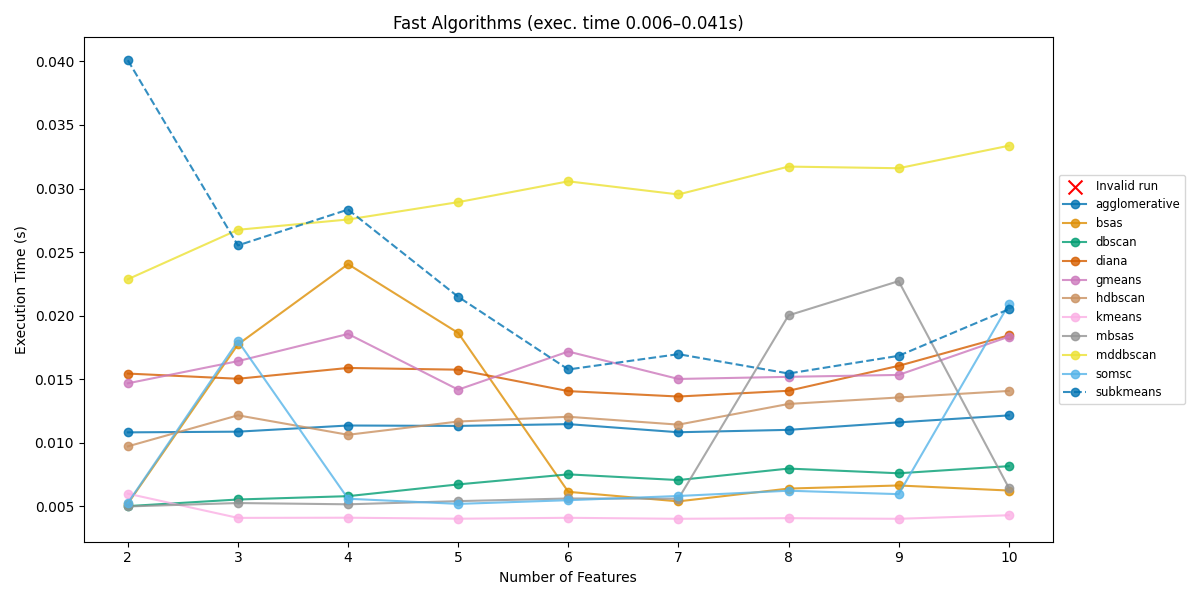 Fast Algorithms (exec. time 0.006–0.041s)
0.040
0.035
0.030
0.025
0.020
0.015
0.010
0.005
Execution Time (s)
2 3 4 5 6 7 8 9 10
Number of Features
Invalid run
agglomerative
bsas
dbscan
diana
gmeans
hdbscan
kmeans
mbsas
mddbscan
somsc
subkmeans